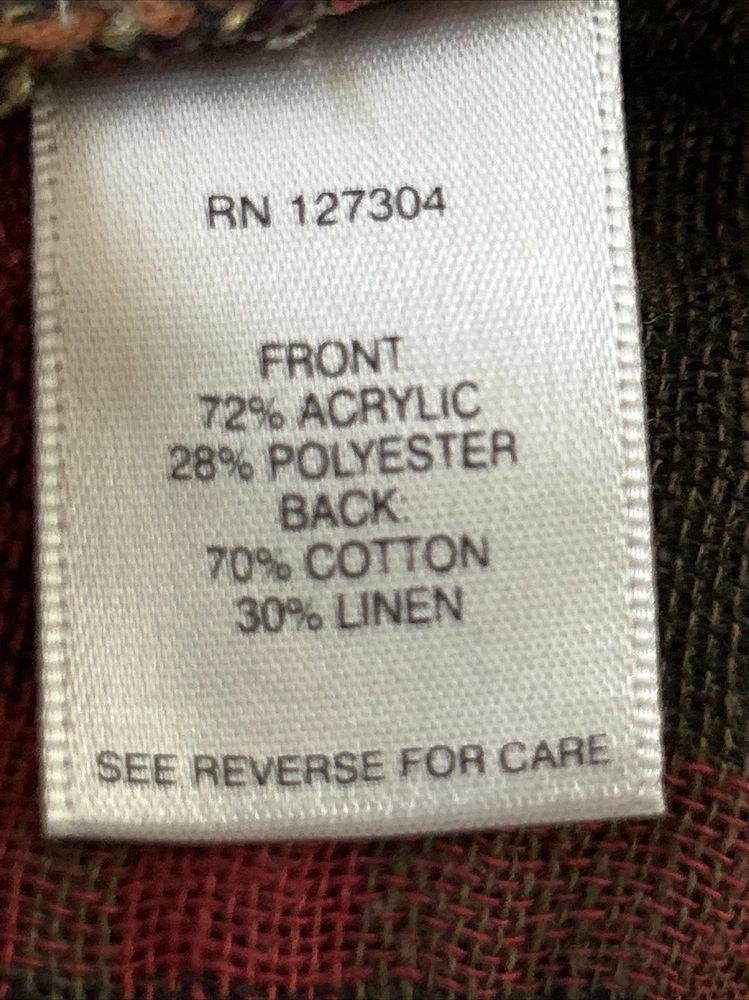 RN 127304
FRONT
72% ACRYLIC
28% POLYESTER
BACK:
70% COTTON
30% LINEN
SEE REVERSE FOR CARE